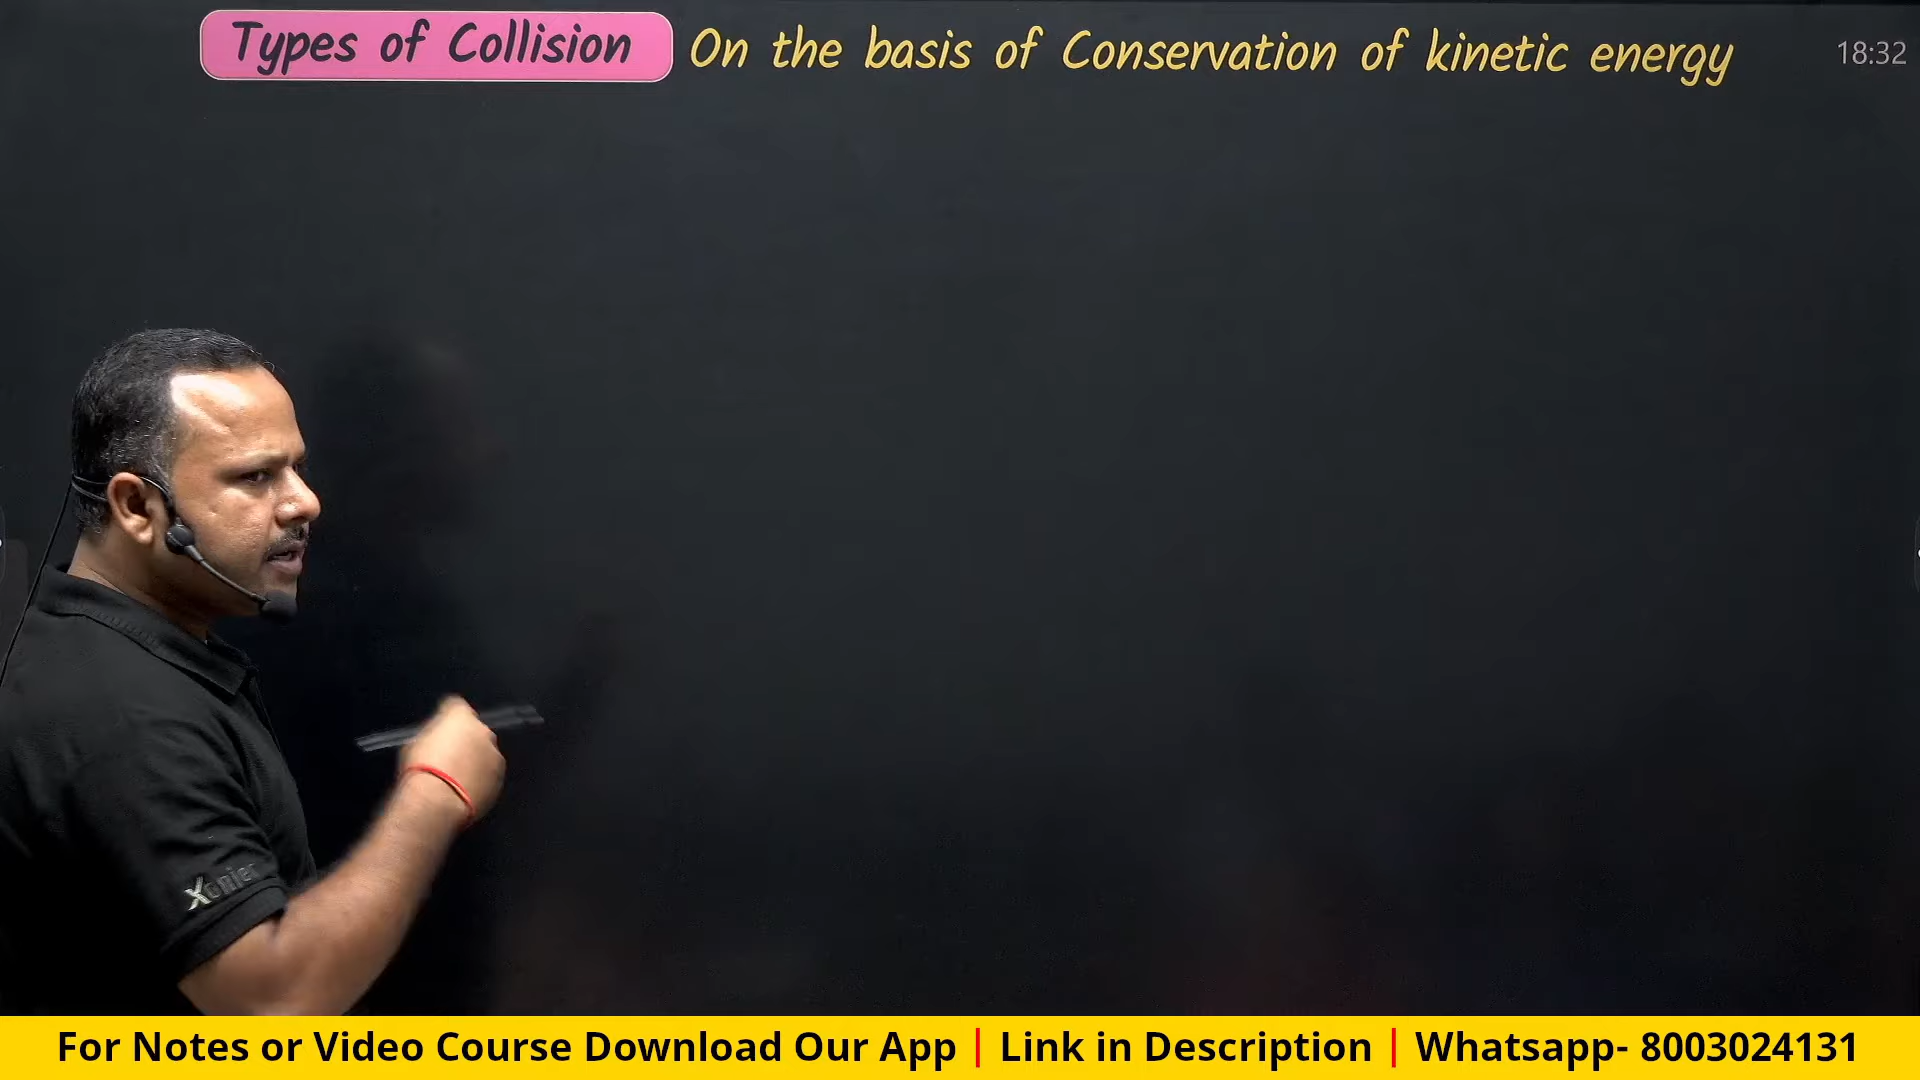 Types of Collision On the basis of Conservation of kinetic energy
18:32
Xenier
For Notes or Video Course Download Our App | Link in Description | Whatsapp- 8003024131